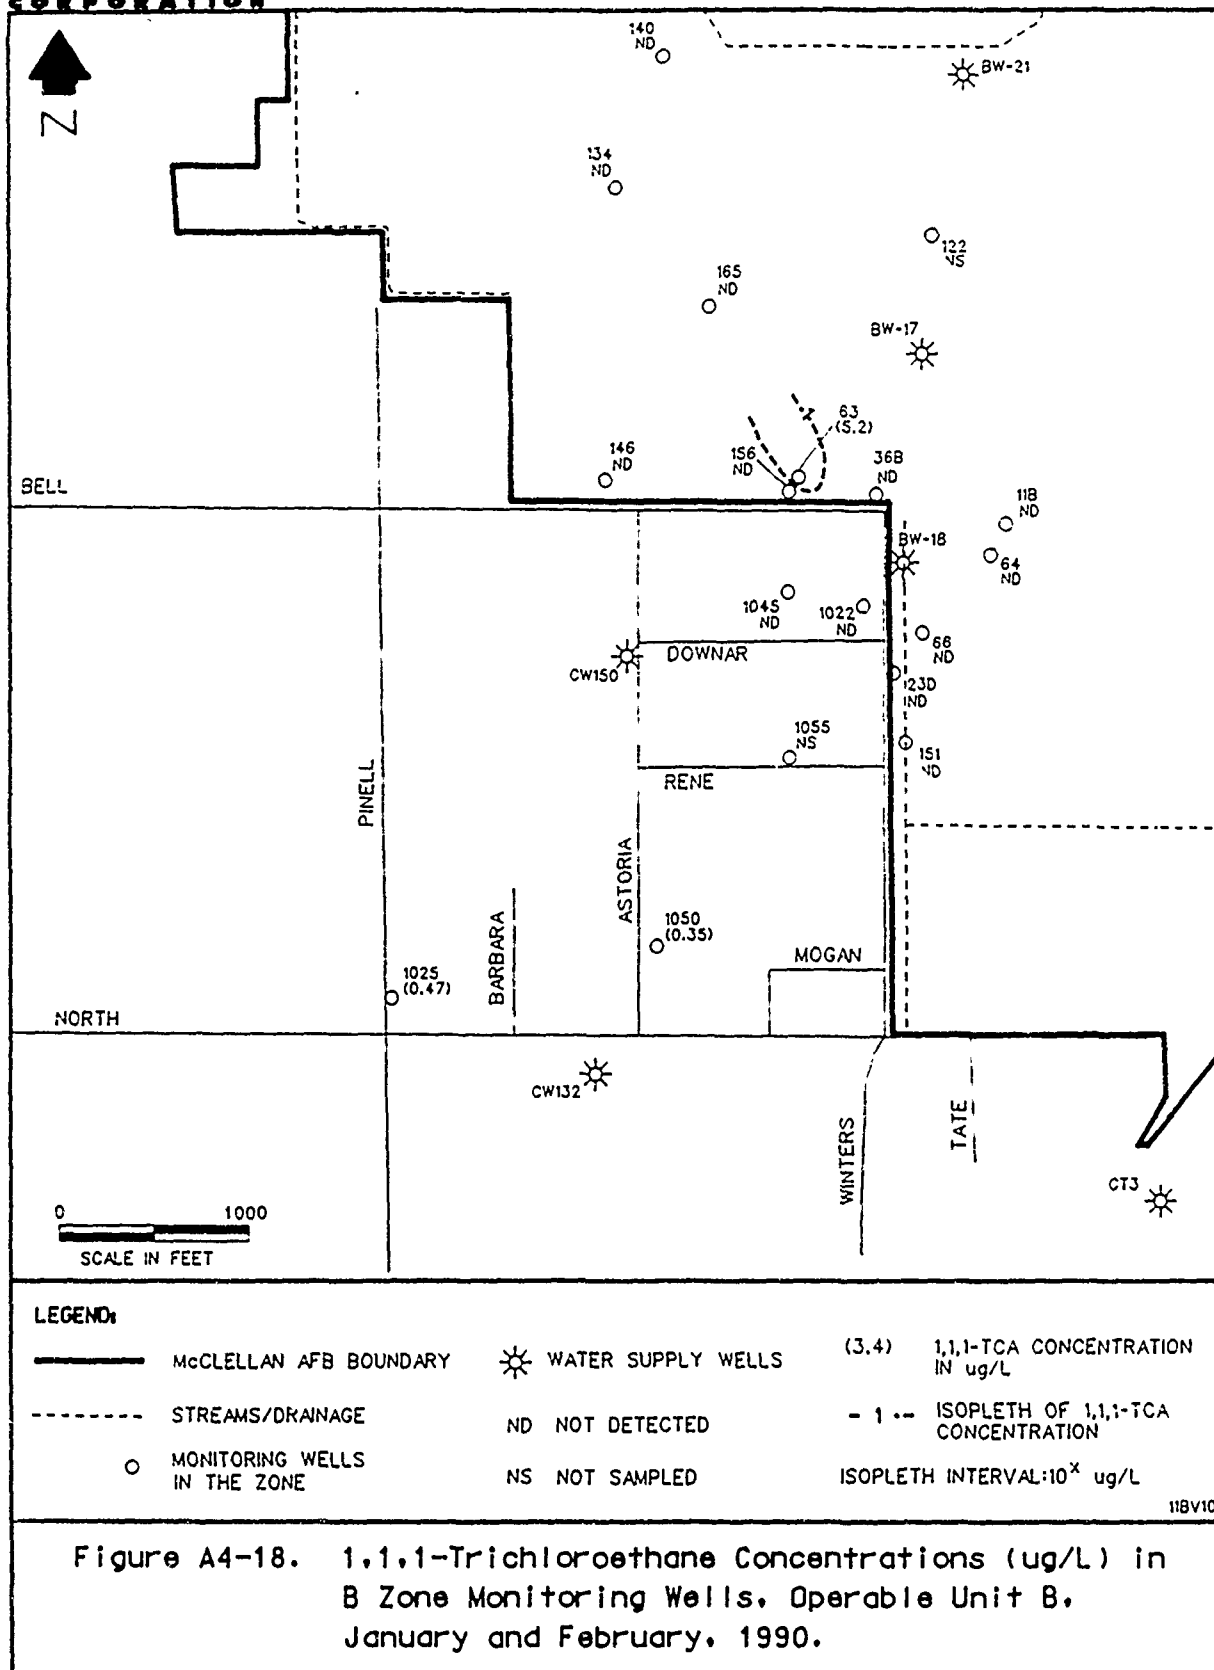 CORPORATION
140
ND
BW-21
Z
134
ND
122
NS
165
ND
BW-17
1
63
(5.2)
146
ND
156
ND
36B
ND
BELL
11B
ND
BW-18
64
ND
104S
ND
1022
ND
66
ND
DOWNAR
CW150
23D
ND
1055
NS
151
ND
RENE
PINELL
ASTORIA
BARBARA
1050
(0.35)
MOGAN
1025
(0.47)
NORTH
CW132
WINTERS
TATE
CT3
0 1000
SCALE IN FEET
LEGEND:
McCLELLAN AFB BOUNDARY
WATER SUPPLY WELLS
(3.4) 1,1,1-TCA CONCENTRATION
IN ug/L
STREAMS/DRAINAGE
ND NOT DETECTED
- 1 -- ISOPLETH OF 1,1,1-TCA
CONCENTRATION
MONITORING WELLS
IN THE ZONE
NS NOT SAMPLED
ISOPLETH INTERVAL:10^x ug/L
Figure A4-18. 1,1,1-Trichloroethane Concentrations (ug/L) in
B Zone Monitoring Wells, Operable Unit B,
January and February, 1990.